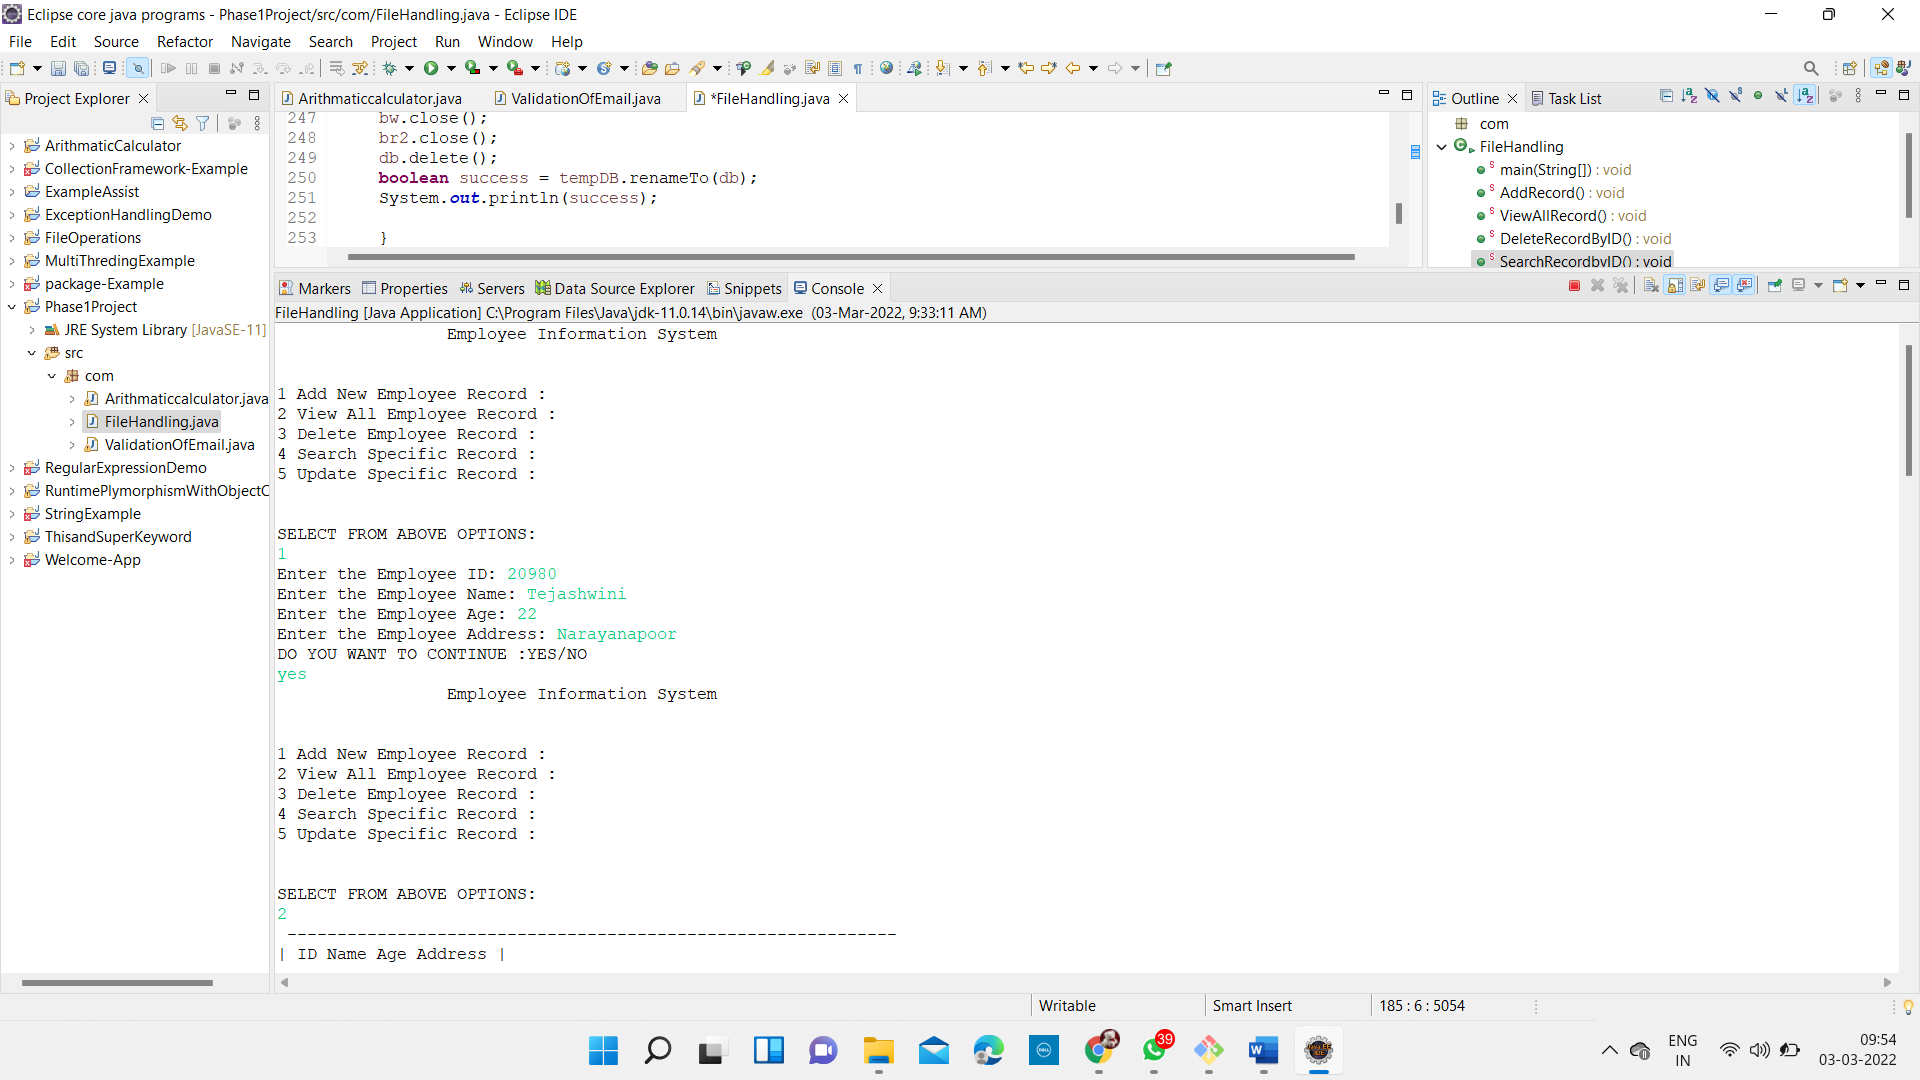 Eclipse core java programs - Phase1Project/src/com/FileHandling.java - Eclipse IDE
File Edit Source Refactor Navigate Search Project Run Window Help
Project Explorer
ArithmaticCalculator
CollectionFramework-Example
ExampleAssist
ExceptionHandlingDemo
FileOperations
MultiThredingExample
package-Example
Phase1Project
JRE System Library [JavaSE-11]
src
com
Arithmaticcalculator.java
FileHandling.java
ValidationOfEmail.java
RegularExpressionDemo
RuntimePlymorphismWithObjectC
StringExample
ThisandSuperKeyword
Welcome-App
Arithmaticcalculator.java ValidationOfEmail.java *FileHandling.java
247 bw.close();
248 br2.close();
249 db.delete();
250 boolean success = tempDB.renameTo(db);
251 System.out.println(success);
252
253 }
Outline Task List
com
FileHandling
main(String[]) : void
AddRecord() : void
ViewAllRecord() : void
DeleteRecordByID() : void
SearchRecordbyID() : void
Markers Properties Servers Data Source Explorer Snippets Console
FileHandling [Java Application] C:\Program Files\Java\jdk-11.0.14\bin\javaw.exe (03-Mar-2022, 9:33:11 AM)
Employee Information System
1 Add New Employee Record :
2 View All Employee Record :
3 Delete Employee Record :
4 Search Specific Record :
5 Update Specific Record :
SELECT FROM ABOVE OPTIONS:
1
Enter the Employee ID: 20980
Enter the Employee Name: Tejashwini
Enter the Employee Age: 22
Enter the Employee Address: Narayanapoor
DO YOU WANT TO CONTINUE :YES/NO
yes
Employee Information System
1 Add New Employee Record :
2 View All Employee Record :
3 Delete Employee Record :
4 Search Specific Record :
5 Update Specific Record :
SELECT FROM ABOVE OPTIONS:
2
-------------------------------------------------------------
| ID Name Age Address |
Writable Smart Insert 185 : 6 : 5054
39
ENG
IN
09:54
03-03-2022